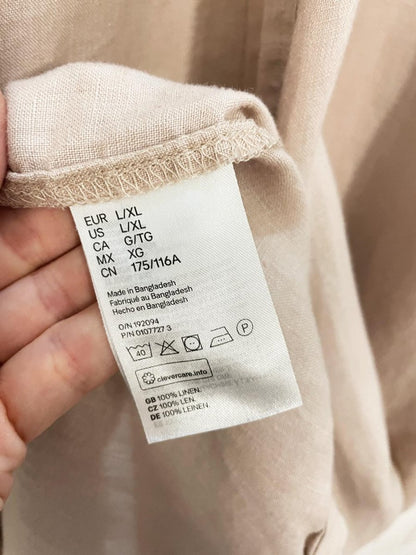 EUR L/XL
US L/XL
CA G/TG
MX XG
CN 175/116A
Made in Bangladesh
Fabriqué au Bangladesh
Hecho en Bangladesh
O/N 192094
P/N 0107727 3
40 P
clevercare.info
GB 100% LINEN.
CZ 100% LEN.
DE 100% LEINEN.